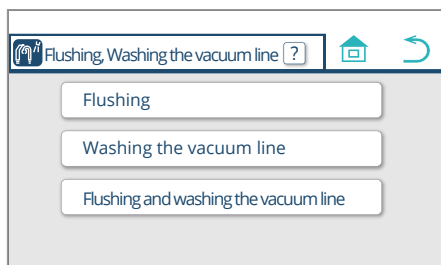 Flushing, Washing the vacuum line ?
Flushing
Washing the vacuum line
Flushing and washing the vacuum line